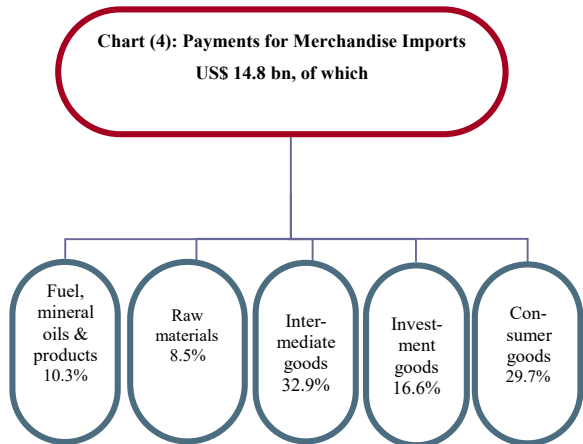 Chart (4): Payments for Merchandise Imports
US$ 14.8 bn, of which
Fuel,
mineral
oils &
products
10.3%
Raw
materials
8.5%
Inter-
mediate
goods
32.9%
Invest-
ment
goods
16.6%
Con-
sumer
goods
29.7%